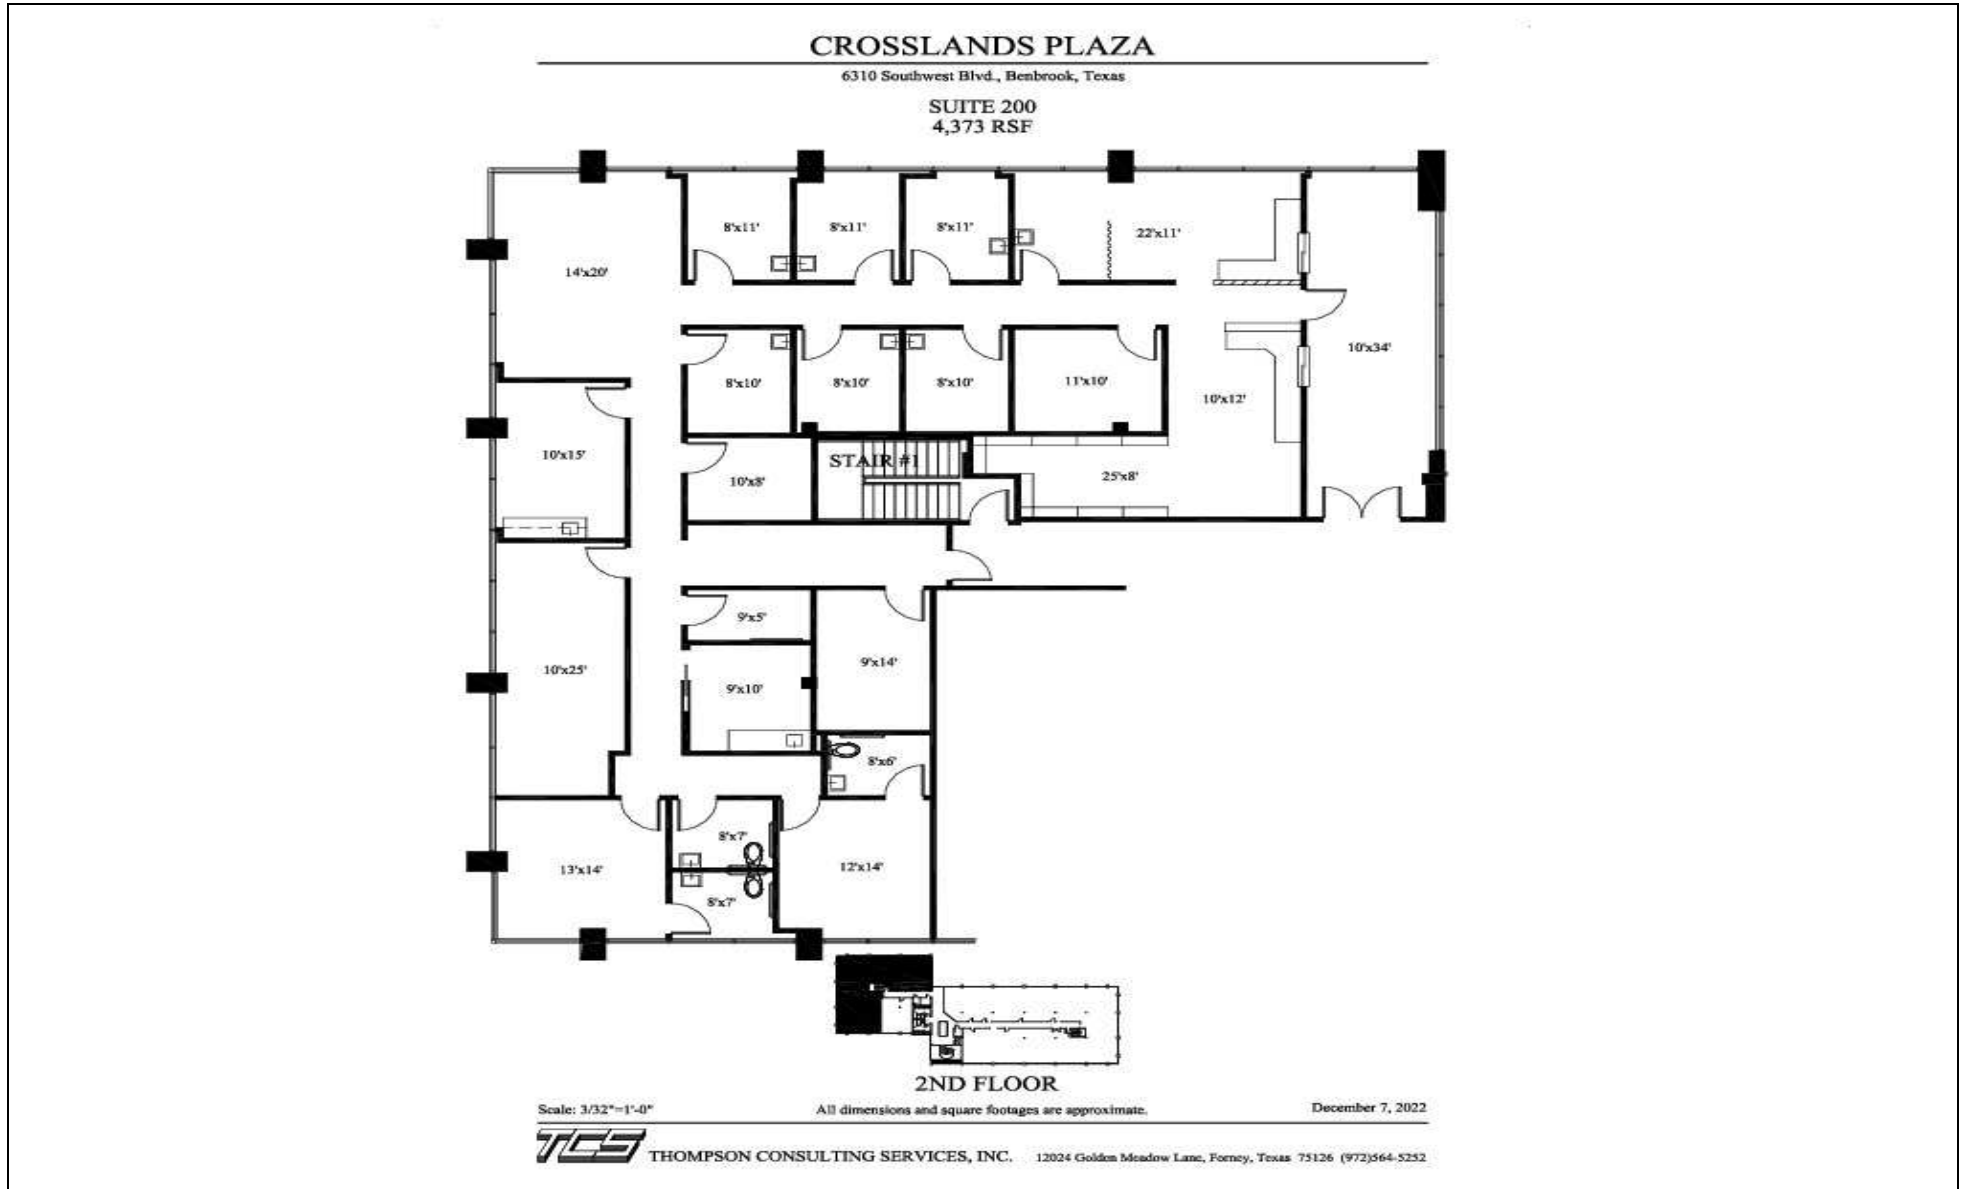 CROSSLANDS PLAZA
6310 Southwest Blvd., Benbrook, Texas
SUITE 200
4,373 RSF
8'x11'
8'x11'
8'x11'
22'x11'
14'x20'
10'x34'
8'x10'
8'x10'
8'x10'
11'x10'
10'x12'
10'x15'
STAIR #1
10'x8'
25'x8'
9'x5'
10'x25'
9'x14'
9'x10'
8'x6'
8'x7'
13'x14'
12'x14'
8'x7'
2ND FLOOR
Scale: 3/32"=1'-0"
All dimensions and square footages are approximate.
December 7, 2022
TCS
THOMPSON CONSULTING SERVICES, INC. 12024 Golden Meadow Lane, Forney, Texas 75126 (972)564-5252